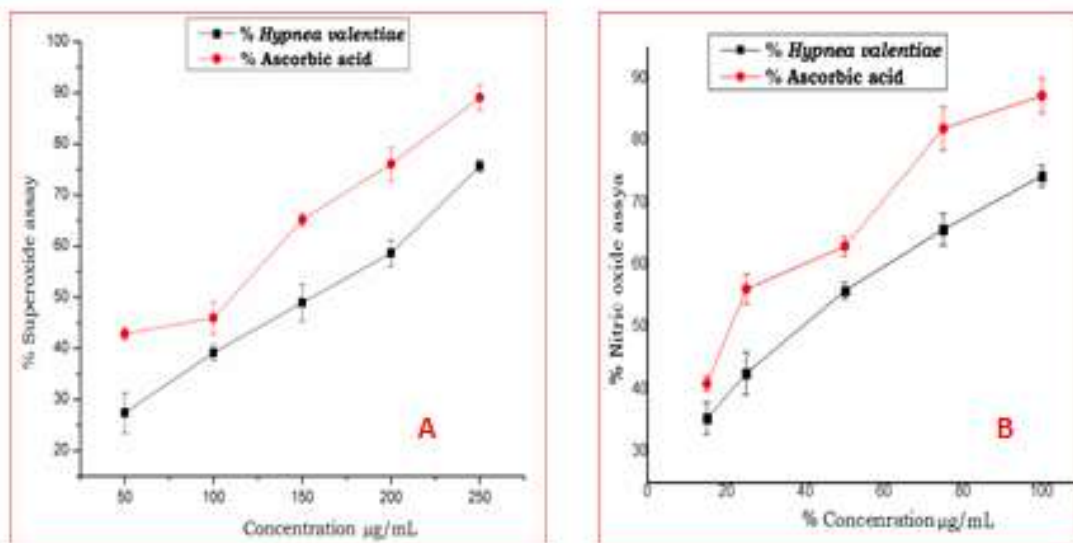 % Hypnea valentiae
% Ascorbic acid
100
90
80
70
60
50
40
30
20
% Superoxide assay
50
100
150
200
250
Concentration µg/mL
A
% Hypnea valentiae
% Ascorbic acid
90
80
70
60
50
40
30
% Nitric oxide assya
0
20
40
60
80
100
% Concenration µg/mL
B